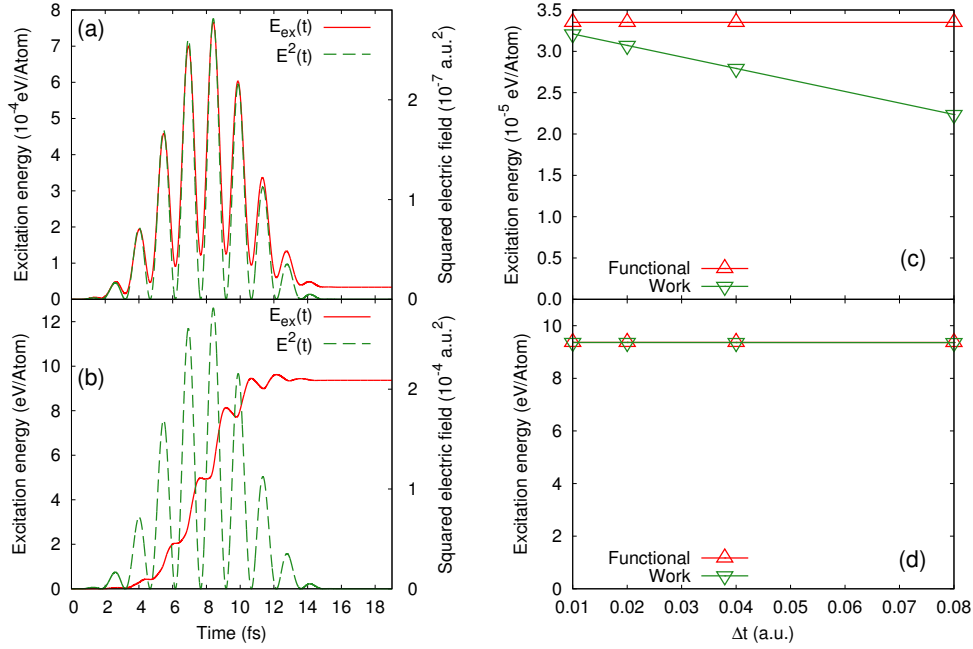 (a)
E_ex(t)
E²(t)
Excitation energy (10⁻⁴eV/Atom)
8
7
6
5
4
3
2
1
0
Squared electric field (10⁻⁷ a.u.²)
2
1
0
(b)
E_ex(t)
E²(t)
Excitation energy (eV/Atom)
12
10
8
6
4
2
0
Squared electric field (10⁻⁴ a.u.²)
2
1
0
0 2 4 6 8 10 12 14 16 18
Time (fs)
(c)
Functional
Work
Excitation energy (10⁻⁵ eV/Atom)
3.5
3.0
2.5
2.0
1.5
1.0
0.5
0.0
(d)
Functional
Work
Excitation energy (eV/Atom)
10
8
6
4
2
0
0.01 0.02 0.03 0.04 0.05 0.06 0.07 0.08
Δt (a.u.)